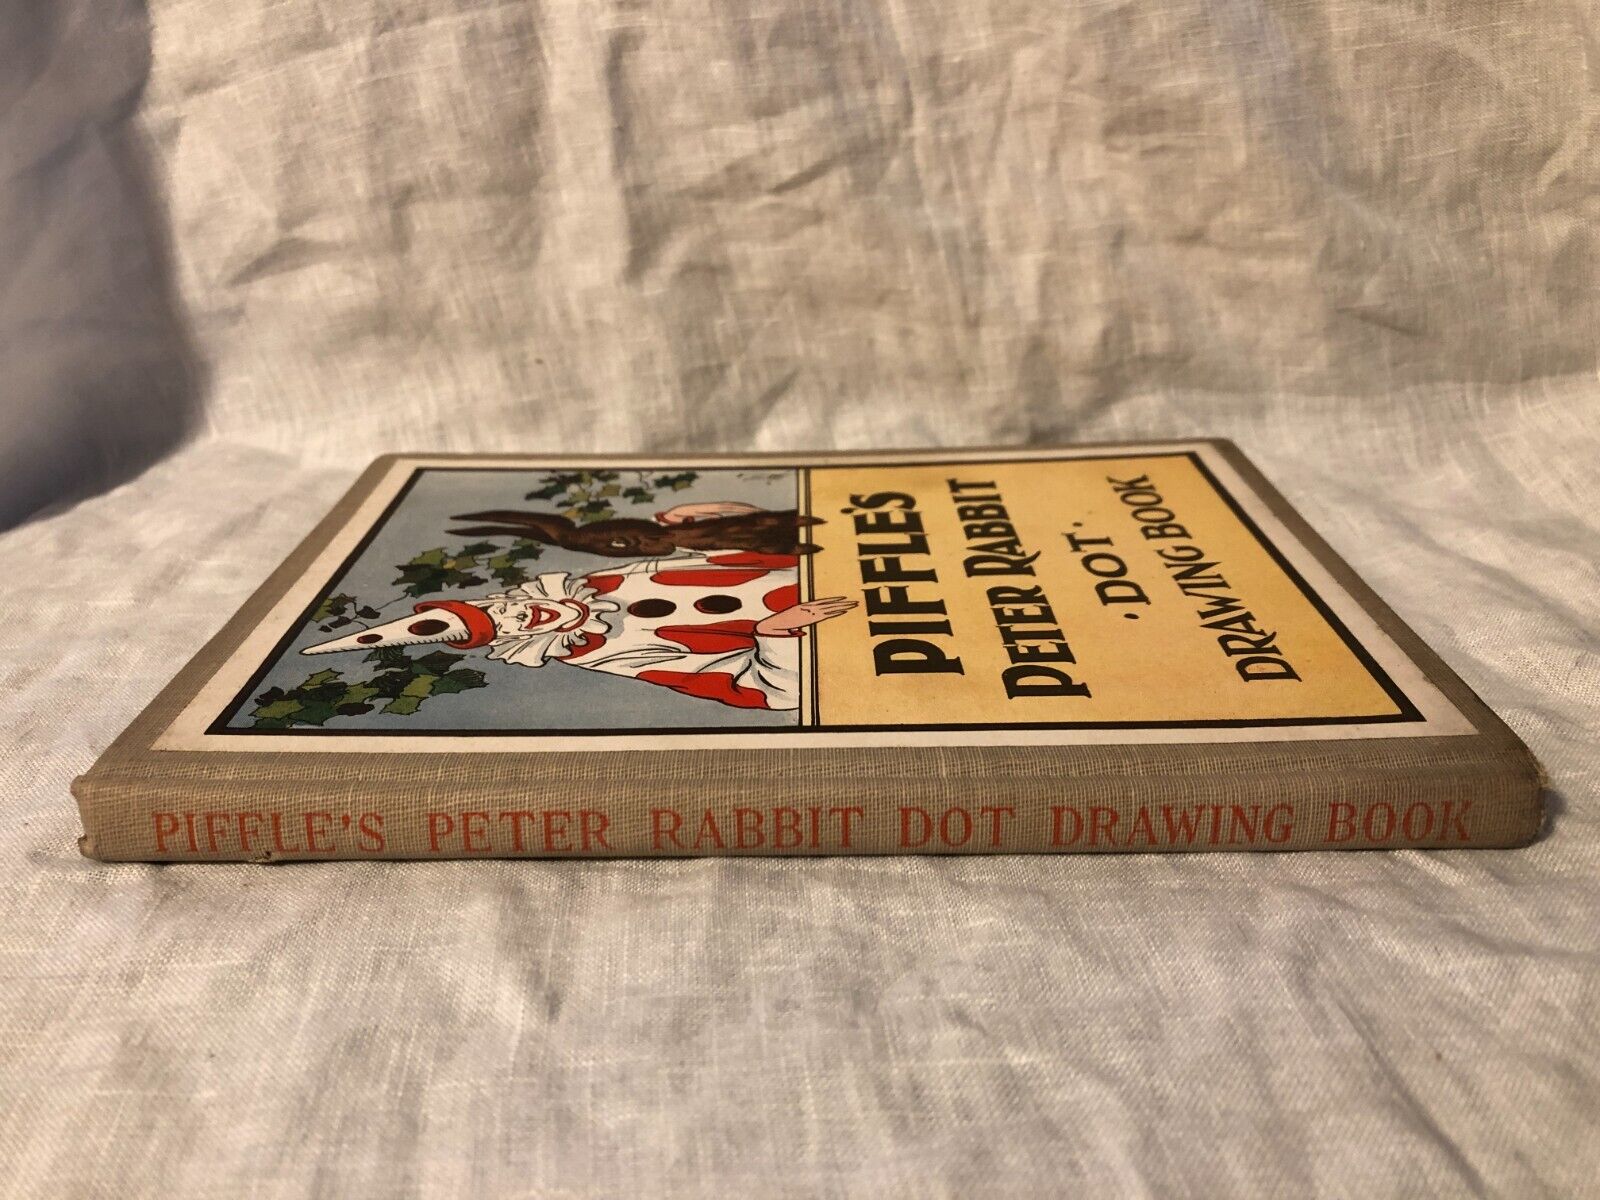 PIFFLE'S
PETER RABBIT
• DOT •
DRAWING BOOK
PIFFLE'S PETER RABBIT DOT DRAWING BOOK